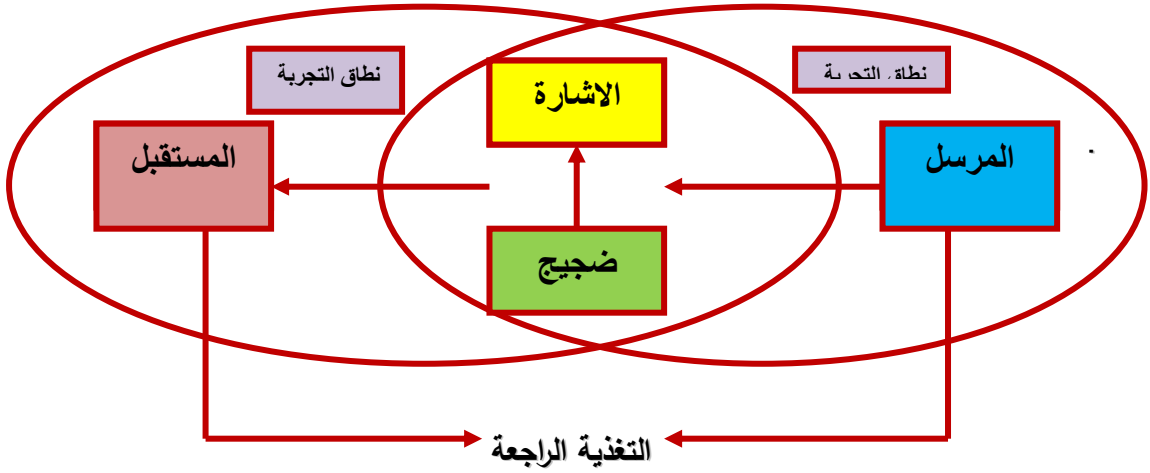 نطاق التجربة
نطاق التجربة
الاشارة
المرسل
المستقبل
ضجيج
التغذية الراجعة